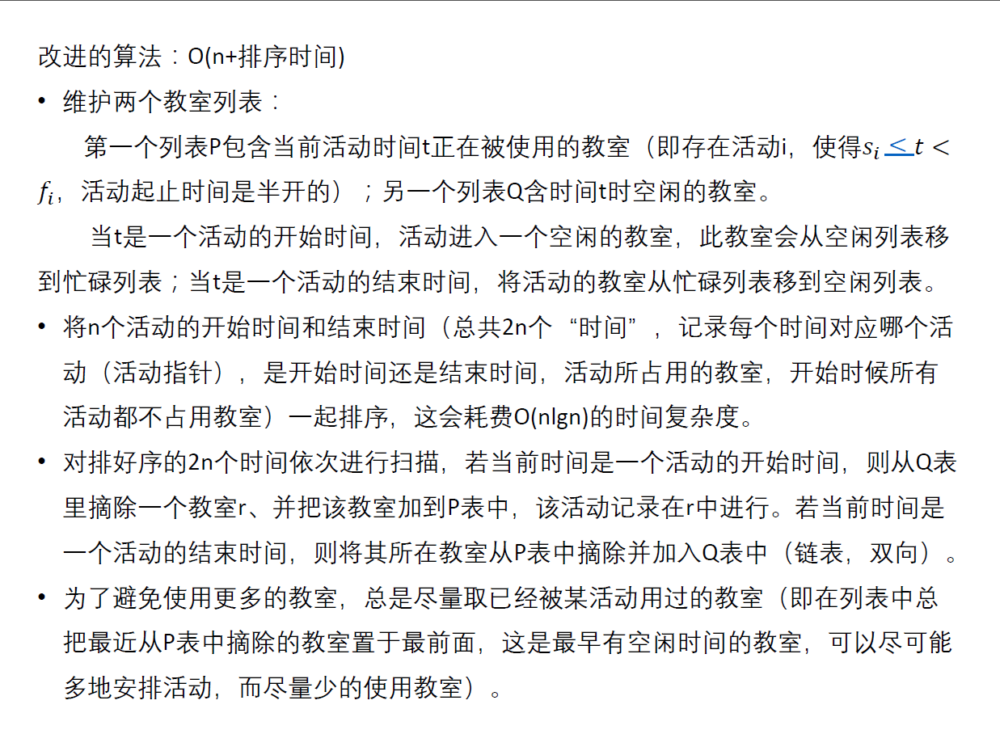 改进的算法：O(n+排序时间)
• 维护两个教室列表：
第一个列表P包含当前活动时间t正在被使用的教室（即存在活动i，使得sᵢ ≤ t <
fᵢ，活动起止时间是半开的）；另一个列表Q含时间t时空闲的教室。
当t是一个活动的开始时间，活动进入一个空闲的教室，此教室会从空闲列表移
到忙碌列表；当t是一个活动的结束时间，将活动的教室从忙碌列表移到空闲列表。
• 将n个活动的开始时间和结束时间（总共2n个“时间”，记录每个时间对应哪个活
动（活动指针），是开始时间还是结束时间，活动所占用的教室，开始时候所有
活动都不占用教室）一起排序，这会耗费O(nlgn)的时间复杂度。
• 对排好序的2n个时间依次进行扫描，若当前时间是一个活动的开始时间，则从Q表
里摘除一个教室r、并把该教室加到P表中，该活动记录在r中进行。若当前时间是
一个活动的结束时间，则将其所在教室从P表中摘除并加入Q表中（链表，双向）。
• 为了避免使用更多的教室，总是尽量取已经被某活动用过的教室（即在列表中总
把最近从P表中摘除的教室置于最前面，这是最早有空闲时间的教室，可以尽可能
多地安排活动，而尽量少的使用教室）。